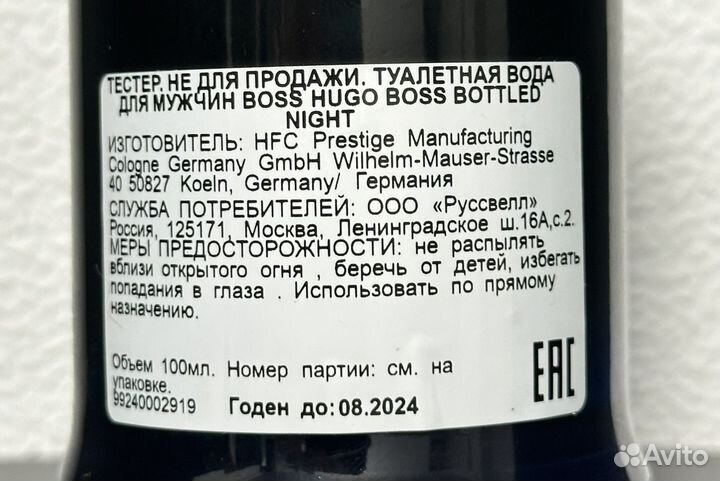 ТЕСТЕР. НЕ ДЛЯ ПРОДАЖИ. ТУАЛЕТНАЯ ВОДА
ДЛЯ МУЖЧИН BOSS HUGO BOSS BOTTLED
NIGHT
ИЗГОТОВИТЕЛЬ: HFC Prestige Manufacturing
Cologne Germany GmbH Wilhelm-Mauser-Strasse
40 50827 Koeln, Germany/ Германия
СЛУЖБА ПОТРЕБИТЕЛЕЙ: ООО «Руссвелл»
Россия, 125171, Москва, Ленинградское ш.16А,с.2.
МЕРЫ ПРЕДОСТОРОЖНОСТИ: не распылять
вблизи открытого огня , беречь от детей, избегать
попадания в глаза . Использовать по прямому
назначению.
Объем 100мл. Номер партии: см. на
упаковке.
99240002919 Годен до: 08.2024
EAC
Avito